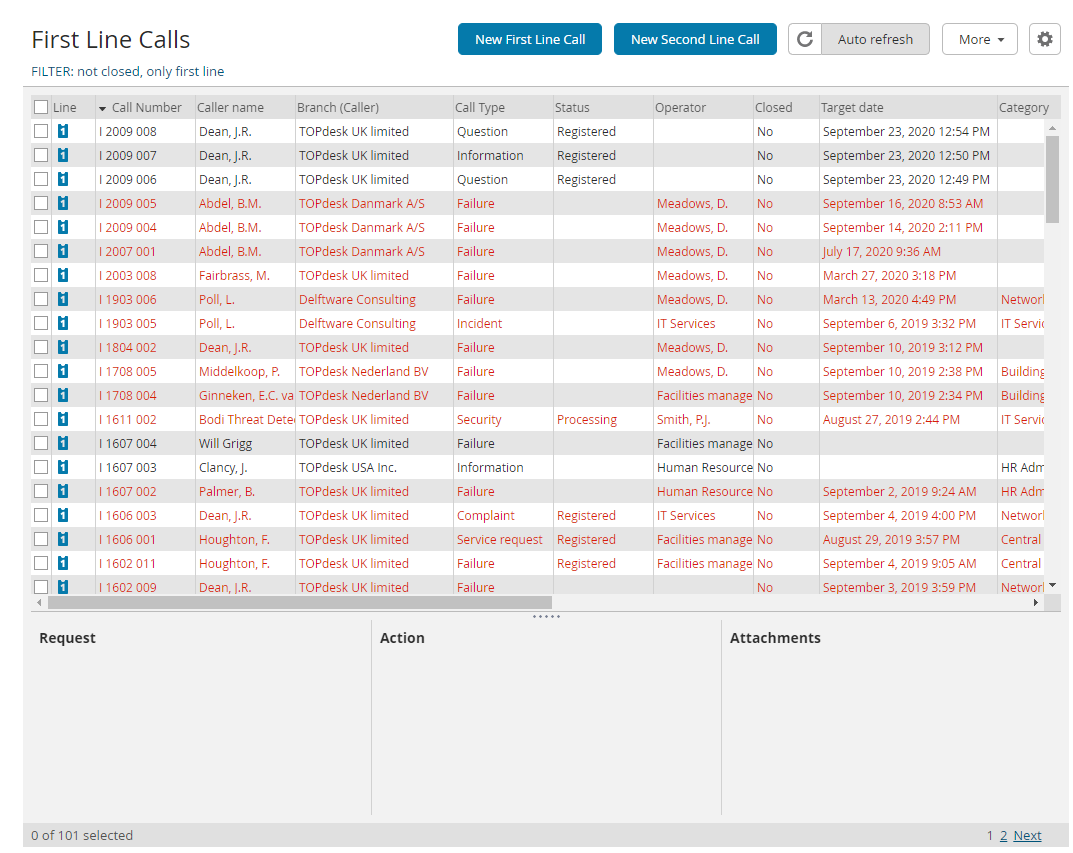 First Line Calls New First Line Call New Second Line Call Auto refresh More
FILTER: not closed, only first line
Line Call Number Caller name Branch (Caller) Call Type Status Operator Closed Target date Category
1 I 2009 008 Dean, J.R. TOPdesk UK limited Question Registered No September 23, 2020 12:54 PM
1 I 2009 007 Dean, J.R. TOPdesk UK limited Information Registered No September 23, 2020 12:50 PM
1 I 2009 006 Dean, J.R. TOPdesk UK limited Question Registered No September 23, 2020 12:49 PM
1 I 2009 005 Abdel, B.M. TOPdesk Danmark A/S Failure Meadows, D. No September 16, 2020 8:53 AM
1 I 2009 004 Abdel, B.M. TOPdesk Danmark A/S Failure Meadows, D. No September 14, 2020 2:11 PM
1 I 2007 001 Abdel, B.M. TOPdesk Danmark A/S Failure Meadows, D. No July 17, 2020 9:36 AM
1 I 2003 008 Fairbrass, M. TOPdesk UK limited Failure Meadows, D. No March 27, 2020 3:18 PM
1 I 1903 006 Poll, L. Delftware Consulting Failure Meadows, D. No March 13, 2020 4:49 PM Networ
1 I 1903 005 Poll, L. Delftware Consulting Incident IT Services No September 6, 2019 3:32 PM IT Servic
1 I 1804 002 Dean, J.R. TOPdesk UK limited Failure Meadows, D. No September 10, 2019 3:12 PM
1 I 1708 005 Middelkoop, P. TOPdesk Nederland BV Failure Meadows, D. No September 10, 2019 2:38 PM Building
1 I 1708 004 Ginneken, E.C. va TOPdesk Nederland BV Failure Facilities manage No September 10, 2019 2:34 PM Building
1 I 1611 002 Bodi Threat Dete TOPdesk UK limited Security Processing Smith, P.J. No August 27, 2019 2:44 PM IT Servic
1 I 1607 004 Will Grigg TOPdesk UK limited Failure Facilities manage No
1 I 1607 003 Clancy, J. TOPdesk USA Inc. Information Human Resource No HR Adm
1 I 1607 002 Palmer, B. TOPdesk UK limited Failure Human Resource No September 2, 2019 9:24 AM HR Adm
1 I 1606 003 Dean, J.R. TOPdesk UK limited Complaint Registered IT Services No September 4, 2019 4:00 PM Networ
1 I 1606 001 Houghton, F. TOPdesk UK limited Service request Registered Facilities manage No August 29, 2019 3:57 PM Central
1 I 1602 011 Houghton, F. TOPdesk UK limited Failure Registered Facilities manage No September 4, 2019 9:05 AM Central
1 I 1602 009 Dean, J.R. TOPdesk UK limited Failure No September 3, 2019 3:59 PM Networ
Request Action Attachments
0 of 101 selected 1 2 Next